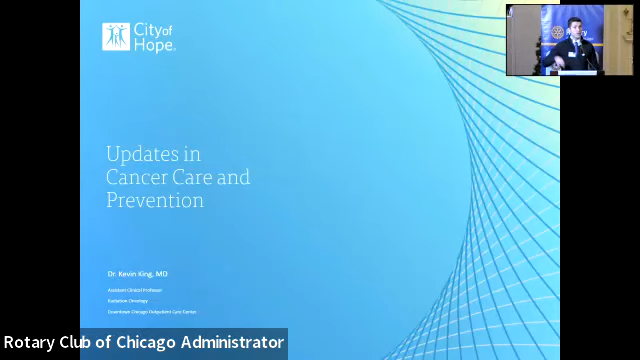 City of
Hope
Updates in
Cancer Care and
Prevention
Dr. Kevin King, MD
Assistant Clinical Professor
Radiation Oncology
Downtown Chicago Outpatient Care Center
Rotary Club of Chicago Administrator